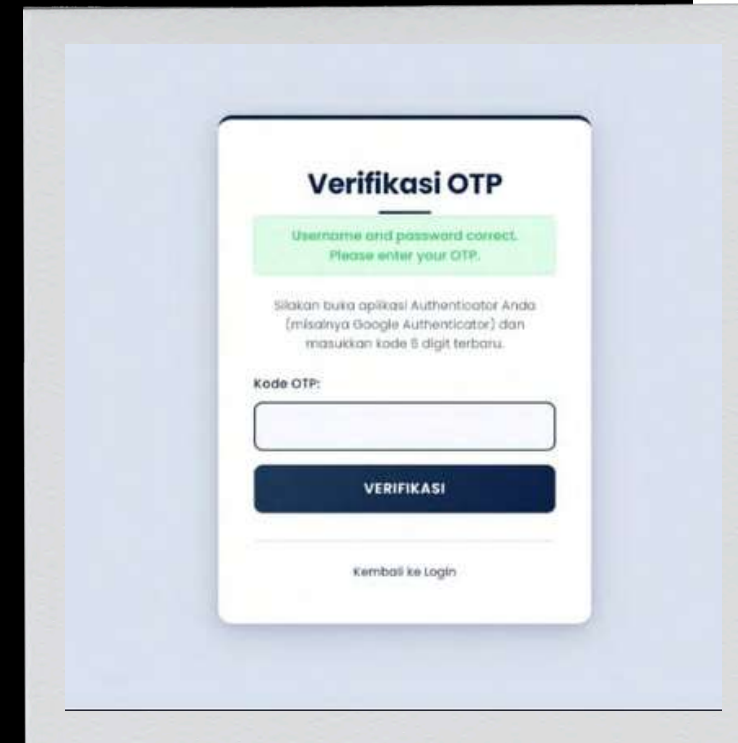 Verifikasi OTP
Username and password correct.
Please enter your OTP.
Silakan buka aplikasi Authenticator Anda
(misalnya Google Authenticator) dan
masukkan kode 6 digit terbaru.
Kode OTP:
VERIFIKASI
Kembali ke Login